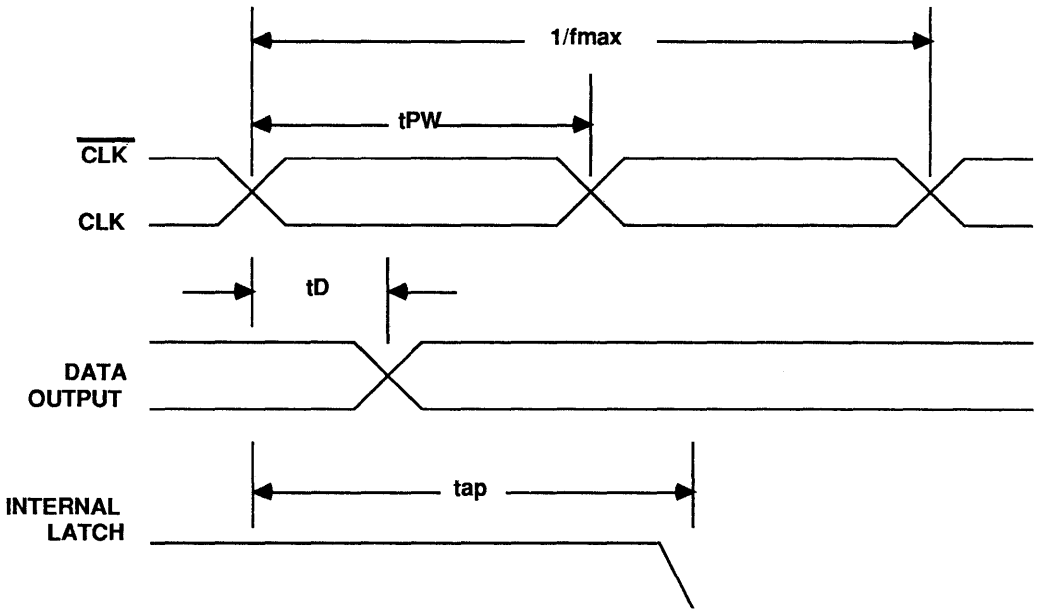 1/fmax
tPW
CLK
CLK
tD
DATA
OUTPUT
tap
INTERNAL
LATCH